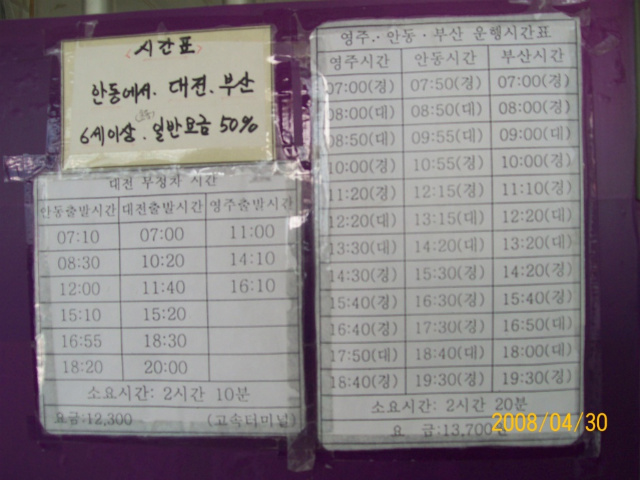 <시간표>
안동에서. 대전. 부산
6세이상. 일반요금 50%
대전 무정차 시간
안동출발시간 대전출발시간 영주출발시간
07:10 07:00 11:00
08:30 10:20 14:10
12:00 11:40 16:10
15:10 15:20
16:55 18:30
18:20 20:00
소요시간: 2시간 10분
요금:12,300 (고속터미널)
영주·안동·부산 운행시간표
영주시간 안동시간 부산시간
07:00(경) 07:50(경) 07:00(경)
08:00(대) 08:50(대) 08:00(경)
08:50(대) 09:55(대) 09:00(대)
10:00(경) 10:55(경) 10:00(경)
11:20(경) 12:15(경) 11:10(경)
12:20(대) 13:15(대) 12:20(대)
13:30(대) 14:20(대) 13:20(대)
14:30(경) 15:30(경) 14:20(경)
15:40(경) 16:30(경) 15:40(경)
16:40(경) 17:30(경) 16:50(대)
17:50(대) 18:40(대) 18:00(대)
18:40(경) 19:30(경) 19:30(경)
소요시간: 2시간 20분
요 금:13,700원
2008/04/30